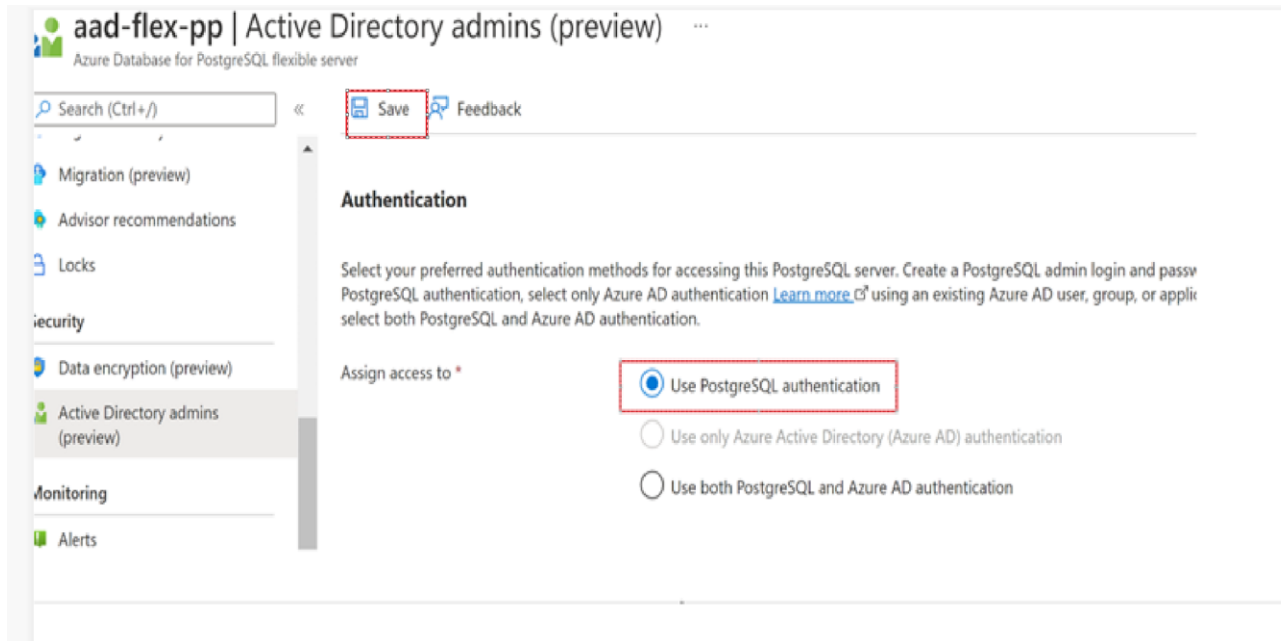 aad-flex-pp | Active Directory admins (preview) ...
Azure Database for PostgreSQL flexible server
Search (Ctrl+/)
«
Save
Feedback
Migration (preview)
Advisor recommendations
Locks
Security
Data encryption (preview)
Active Directory admins
(preview)
Monitoring
Alerts
Authentication
Select your preferred authentication methods for accessing this PostgreSQL server. Create a PostgreSQL admin login and passw
PostgreSQL authentication, select only Azure AD authentication Learn more using an existing Azure AD user, group, or applic
select both PostgreSQL and Azure AD authentication.
Assign access to *
Use PostgreSQL authentication
Use only Azure Active Directory (Azure AD) authentication
Use both PostgreSQL and Azure AD authentication